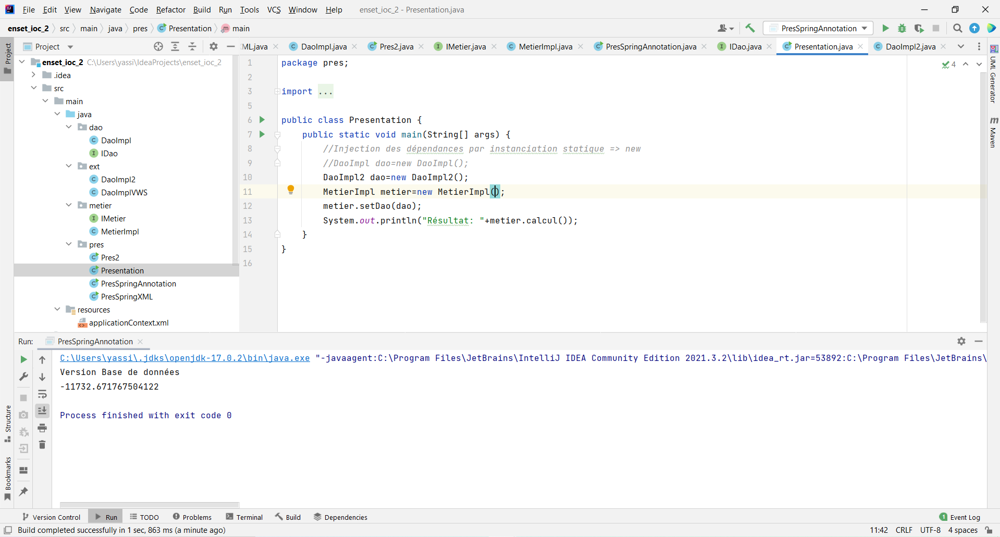 File Edit View Navigate Code Refactor Build Run Tools VCS Window Help enset_ioc_2 - Presentation.java
enset_ioc_2 src main java pres Presentation main
PresSpringAnnotation
Project
ML.java DaoImpl.java Pres2.java IMetier.java MetierImpl.java PresSpringAnnotation.java IDao.java Presentation.java DaoImpl2.java
Project
enset_ioc_2 C:\Users\yassi\IdeaProjects\enset_ioc_2
.idea
src
main
java
dao
DaoImpl
IDao
ext
DaoImpl2
DaoImplVWS
metier
IMetier
MetierImpl
pres
Pres2
Presentation
PresSpringAnnotation
PresSpringXML
resources
applicationContext.xml
1 package pres;
2
3 import ...
5
6 public class Presentation {
7 public static void main(String[] args) {
8 //Injection des dépendances par instanciation statique => new
9 //DaoImpl dao=new DaoImpl();
10 DaoImpl2 dao=new DaoImpl2();
11 MetierImpl metier=new MetierImpl();
12 metier.setDao(dao);
13 System.out.println("Résultat: "+metier.calcul());
14 }
15 }
16
4
UML Generator
Maven
Run: PresSpringAnnotation
C:\Users\yassi\.jdks\openjdk-17.0.2\bin\java.exe "-javaagent:C:\Program Files\JetBrains\IntelliJ IDEA Community Edition 2021.3.2\lib\idea_rt.jar=53892:C:\Program Files\JetBrains\
Version Base de données
-11732.671767504122
Process finished with exit code 0
Structure
Bookmarks
Version Control Run TODO Problems Terminal Build Dependencies 1 Event Log
Build completed successfully in 1 sec, 863 ms (a minute ago) 11:42 CRLF UTF-8 4 spaces